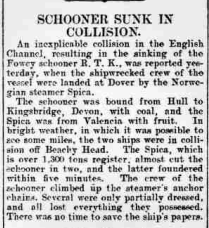 SCHOONER SUNK IN
COLLISION.
An inexplicable collision in the English
Channel, resulting in the sinking of the
Fowey schooner R. T. K., was reported yes-
terday, when the shipwrecked crew of the
vessel were landed at Dover by the Norwe-
gian steamer Spica.
The schooner was bound from Hull to
Kingsbridge, Devon, with coal, and the
Spica was from Valencia with fruit. In
bright weather, in which it was possible to
see some miles, the two ships were in colli-
sion off Beachy Head. The Spica, which
is over 1,300 tons register, almost cut the
schooner in two, and the latter foundered
within five minutes. The crew of the
schooner climbed up the steamer's anchor
chains. Several were only partially dressed,
and all lost everything they possessed.
There was no time to save the ship's papers.